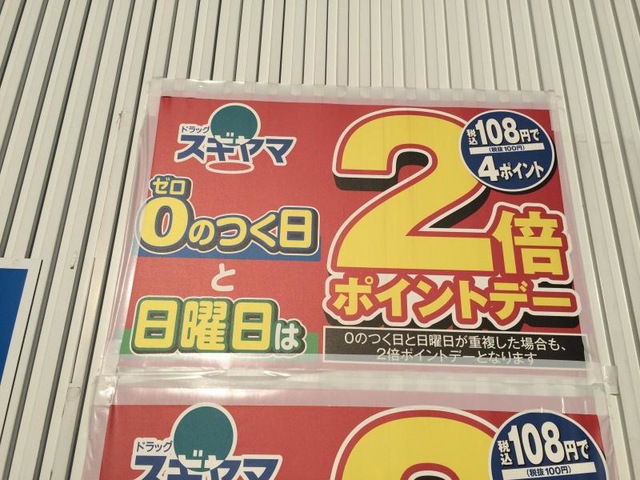 ドラッグ
スギヤマ
ゼロ
0のつく日
と
日曜日は
2倍
ポイントデー
税込108円で
(税抜100円)
4ポイント
0のつく日と日曜日が重複した場合も、
2倍ポイントデーとなります
ドラッグ
スギヤマ
税込108円で
(税抜100円)